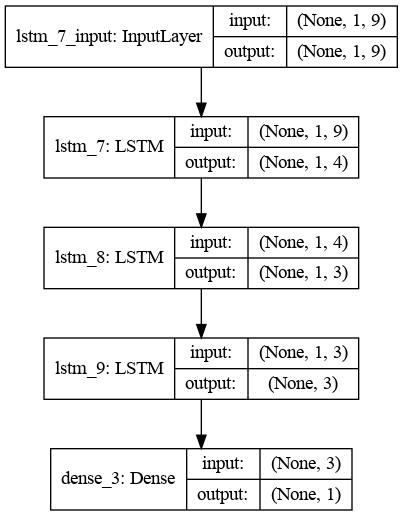 lstm_7_input: InputLayer
input: (None, 1, 9)
output: (None, 1, 9)
lstm_7: LSTM
input: (None, 1, 9)
output: (None, 1, 4)
lstm_8: LSTM
input: (None, 1, 4)
output: (None, 1, 3)
lstm_9: LSTM
input: (None, 1, 3)
output: (None, 3)
dense_3: Dense
input: (None, 3)
output: (None, 1)